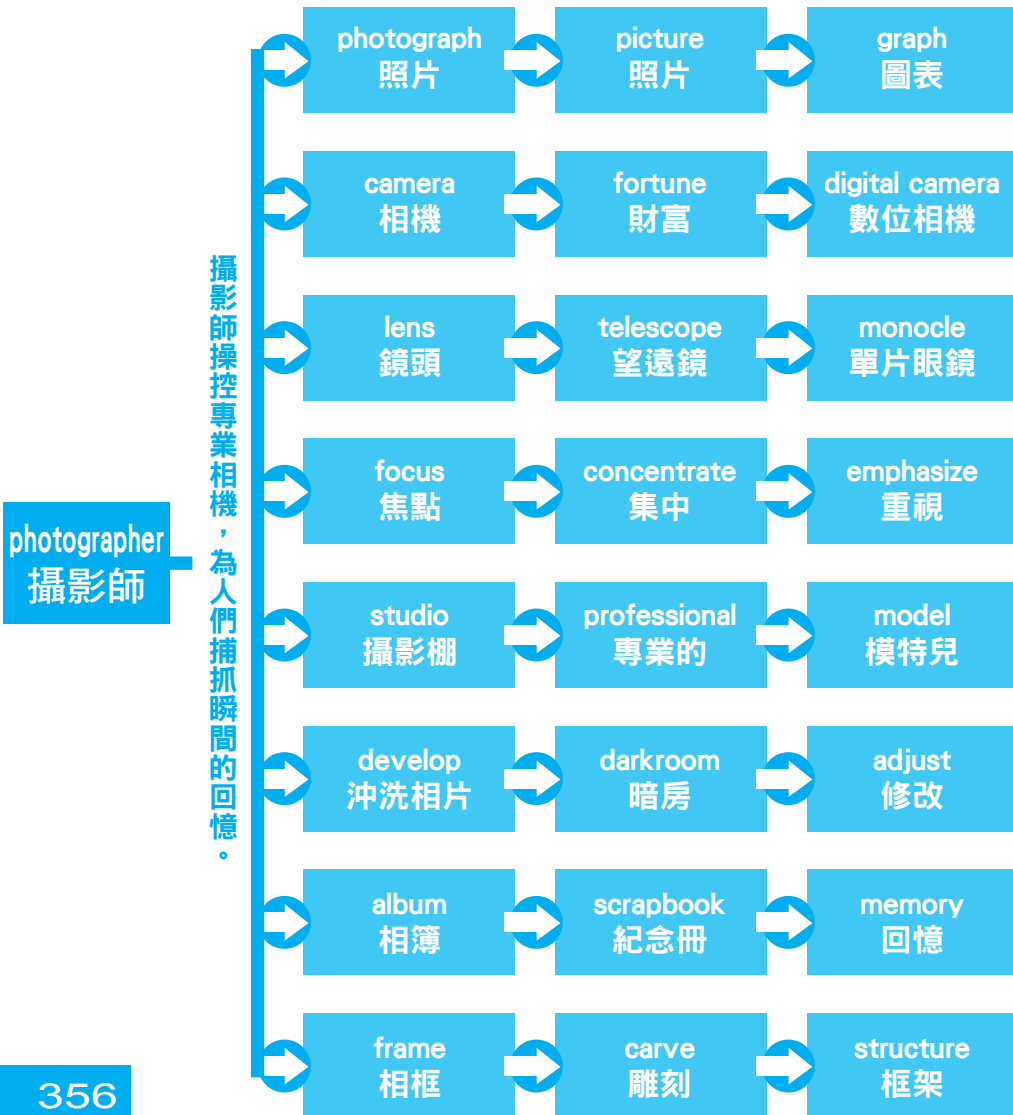 photographer
攝影師
攝影師操控專業相機，為人們捕抓瞬間的回憶。
photograph
照片
picture
照片
graph
圖表
camera
相機
fortune
財富
digital camera
數位相機
lens
鏡頭
telescope
望遠鏡
monocle
單片眼鏡
focus
焦點
concentrate
集中
emphasize
重視
studio
攝影棚
professional
專業的
model
模特兒
develop
沖洗相片
darkroom
暗房
adjust
修改
album
相簿
scrapbook
紀念冊
memory
回憶
frame
相框
carve
雕刻
structure
框架
356